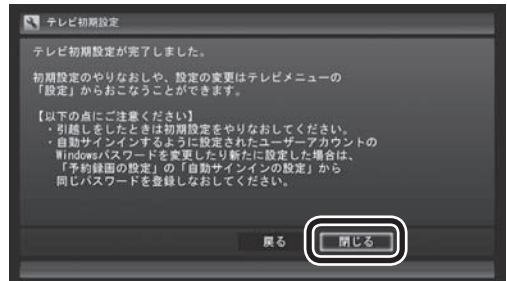 テレビ初期設定
テレビ初期設定が完了しました。
初期設定のやりなおしや、設定の変更はテレビメニューの
「設定」からおこなうことができます。
【以下の点にご注意ください】
・引越しをしたときは初期設定をやりなおしてください。
・自動サインインするように設定されたユーザーアカウントの
Windowsパスワードを変更したり新たに設定した場合は、
「予約録画の設定」の「自動サインインの設定」から
同じパスワードを登録しなおしてください。
戻る 閉じる